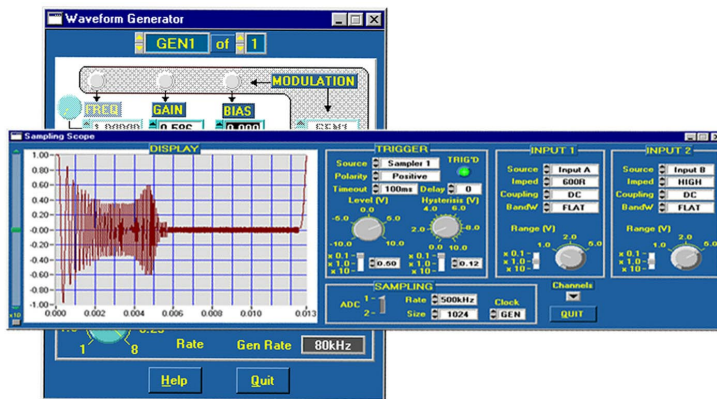 Waveform Generator
GEN1 of 1
MODULATION
FREQ GAIN BIAS
1.00000 0.586 0.000 GEN1
Sampling Scope
DISPLAY
1.00
0.80
0.60
0.40
0.20
-0.00
-0.20
-0.40
-0.60
-0.80
-1.00
0.000 0.002 0.004 0.006 0.008 0.010 0.013
x10
TRIGGER
Source Sampler 1 TRIG'D
Polarity Positive
Timeout 100ms Delay 0
Level (V) Hysterisis (V)
0.0
-5.0 5.0
-10.0 10.0
4.0 6.0
2.0 8.0
0.0 10.0
x 0.1
x 1.0
x 10
0.50
x 0.1
x 1.0
x 10
0.12
SAMPLING
ADC 1 2
Rate 500kHz Clock
Size 1024 GEN
INPUT 1
Source Input A
Imped 600R
Coupling DC
BandW FLAT
Range (V)
1.0 2.0 5.0
x 0.1
x 1.0
x 10
INPUT 2
Source Input B
Imped HIGH
Coupling DC
BandW FLAT
Range (V)
1.0 2.0 5.0
x 0.1
x 1.0
x 10
Channels
QUIT
1 8
Rate Gen Rate 80kHz
Help Quit